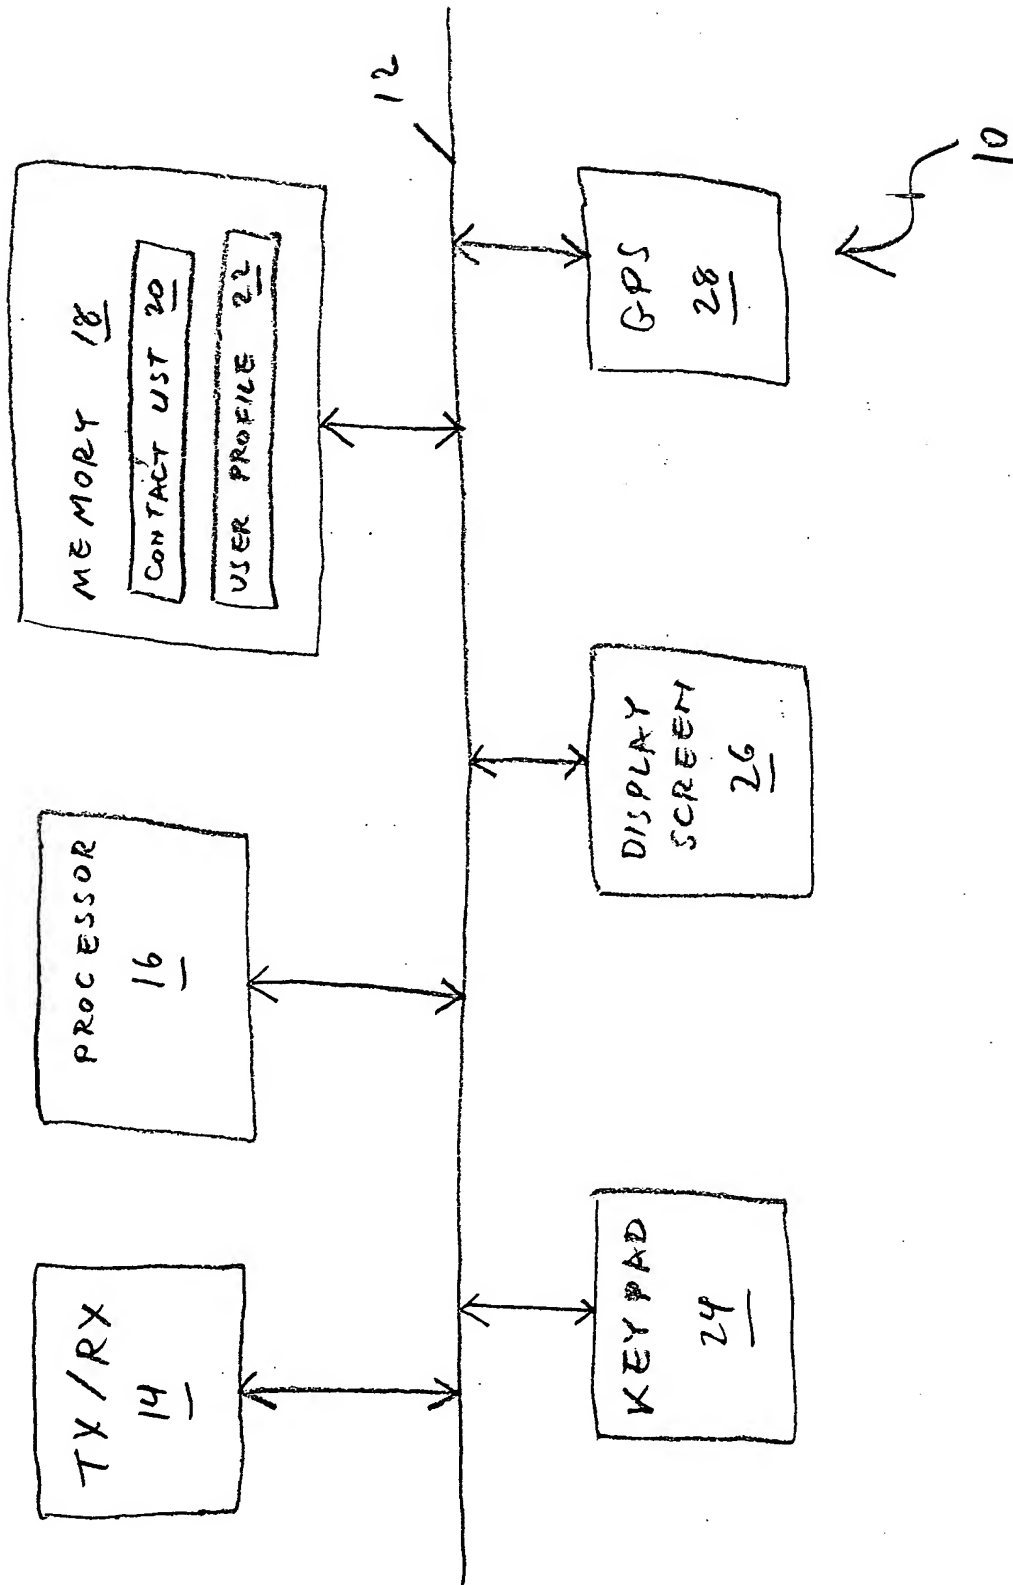 TX/RX
14
PROCESSOR
16
MEMORY 18
CONTACT LIST 20
USER PROFILE 22
12
KEYPAD
24
DISPLAY
SCREEN
26
GPS
28
10